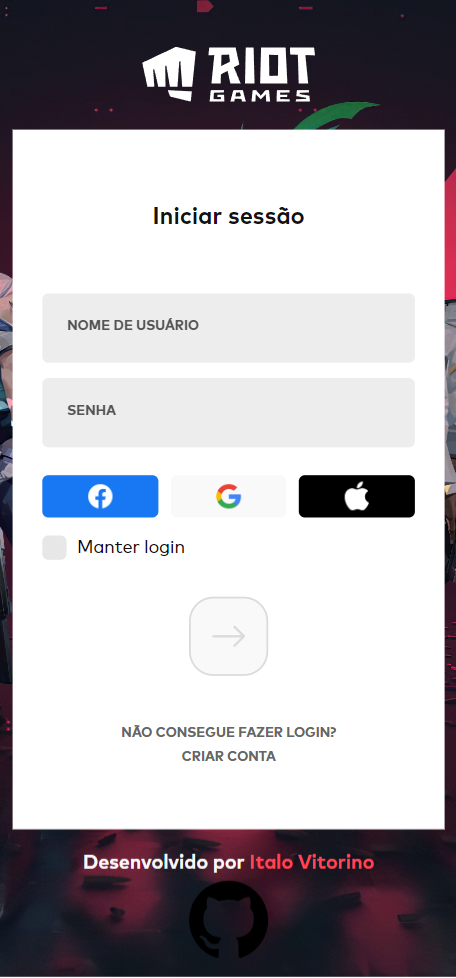 RIOT
GAMES
Iniciar sessão
NOME DE USUÁRIO
SENHA
Manter login
NÃO CONSEGUE FAZER LOGIN?
CRIAR CONTA
Desenvolvido por Italo Vitorino